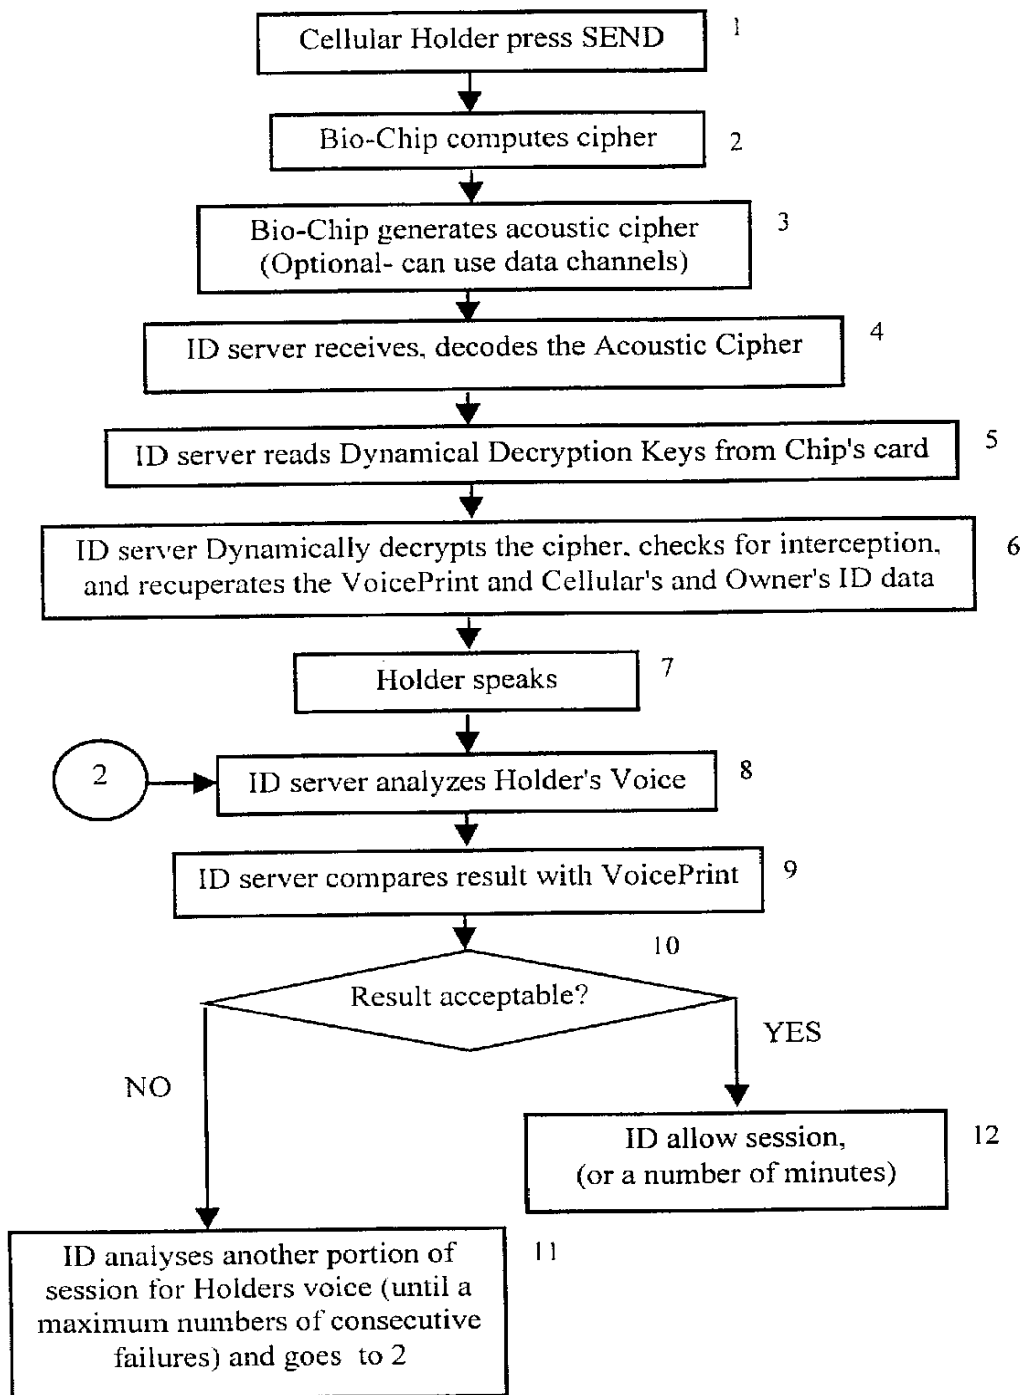 Cellular Holder press SEND
1
Bio-Chip computes cipher
2
Bio-Chip generates acoustic cipher
(Optional- can use data channels)
3
ID server receives, decodes the Acoustic Cipher
4
ID server reads Dynamical Decryption Keys from Chip's card
5
ID server Dynamically decrypts the cipher, checks for interception,
and recuperates the VoicePrint and Cellular's and Owner's ID data
6
Holder speaks
7
2
ID server analyzes Holder's Voice
8
ID server compares result with VoicePrint
9
10
Result acceptable?
YES
NO
ID allow session,
(or a number of minutes)
12
ID analyses another portion of
session for Holders voice (until a
maximum numbers of consecutive
failures) and goes to 2
11